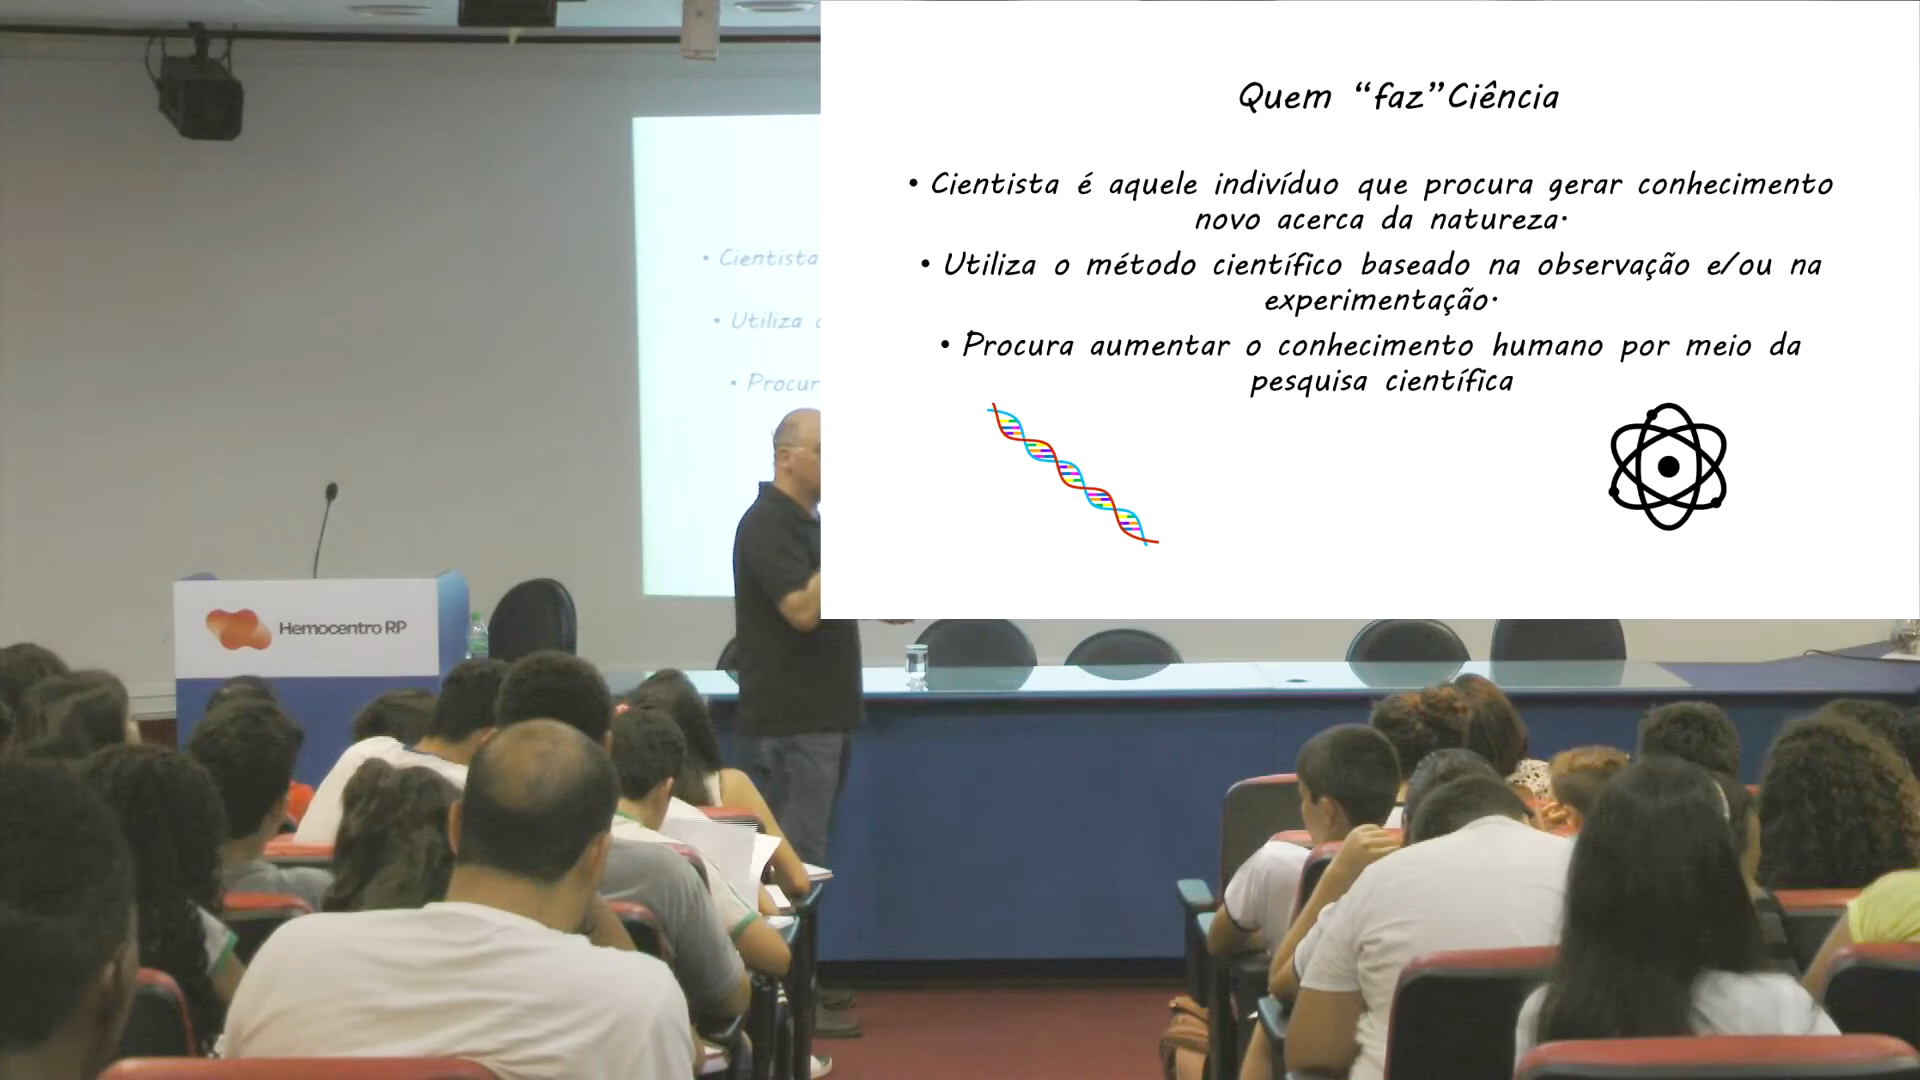 Quem “faz”Ciência
• Cientista é aquele indivíduo que procura gerar conhecimento
novo acerca da natureza.
• Utiliza o método científico baseado na observação e/ou na
experimentação.
• Procura aumentar o conhecimento humano por meio da
pesquisa científica
• Cientista
• Utiliza
• Procur
Hemocentro RP